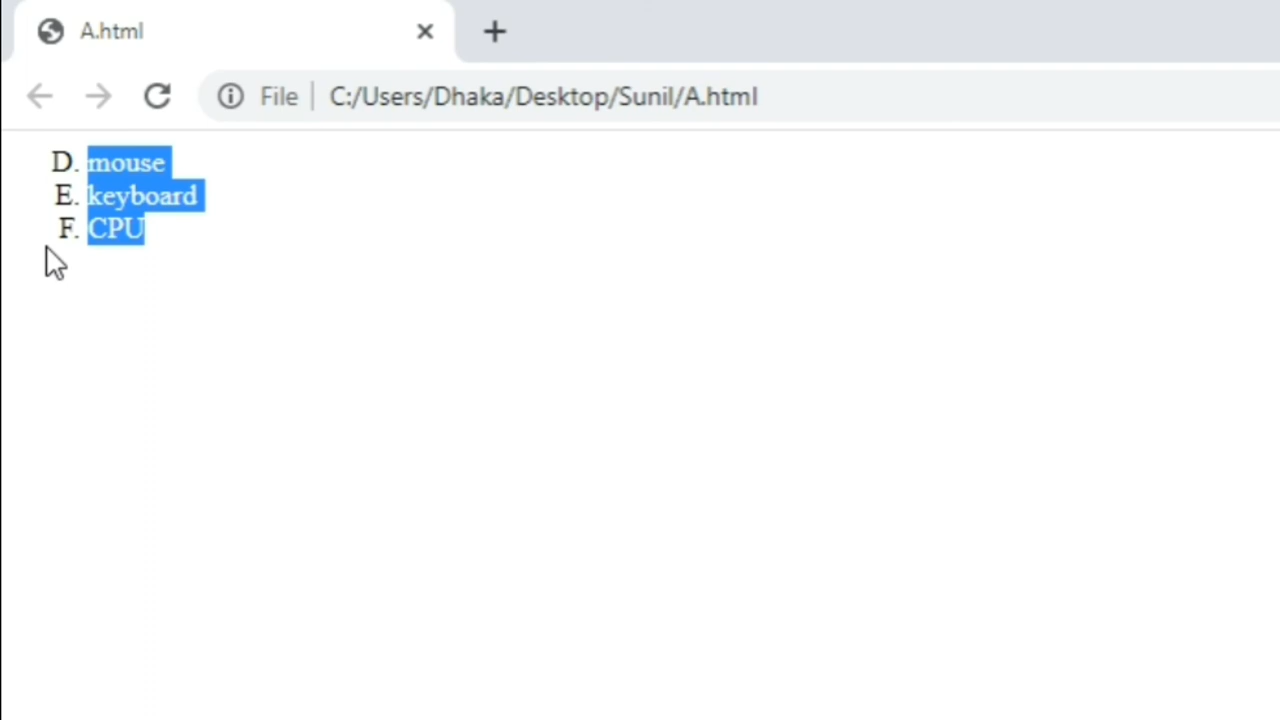 A.html
File C:/Users/Dhaka/Desktop/Sunil/A.html
D. mouse
E. keyboard
F. CPU